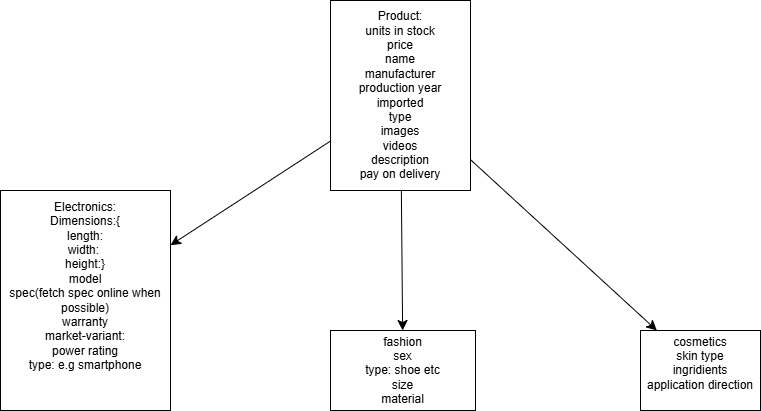 Product:
units in stock
price
name
manufacturer
production year
imported
type
images
videos
description
pay on delivery
Electronics:
Dimensions:{
length:
width:
height:}
model
spec(fetch spec online when
possible)
warranty
market-variant:
power rating
type: e.g smartphone
fashion
sex
type: shoe etc
size
material
cosmetics
skin type
ingridients
application direction